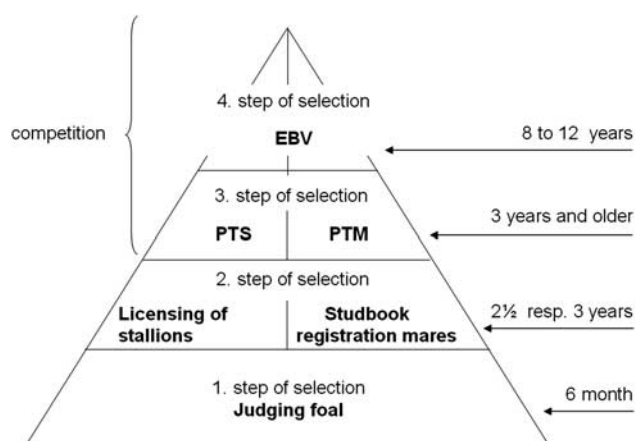 4. step of selection
competition
EBV
8 to 12 years
3. step of selection
PTS PTM
3 years and older
2. step of selection
Licensing of stallions
Studbook registration mares
2½ resp. 3 years
1. step of selection
Judging foal
6 month